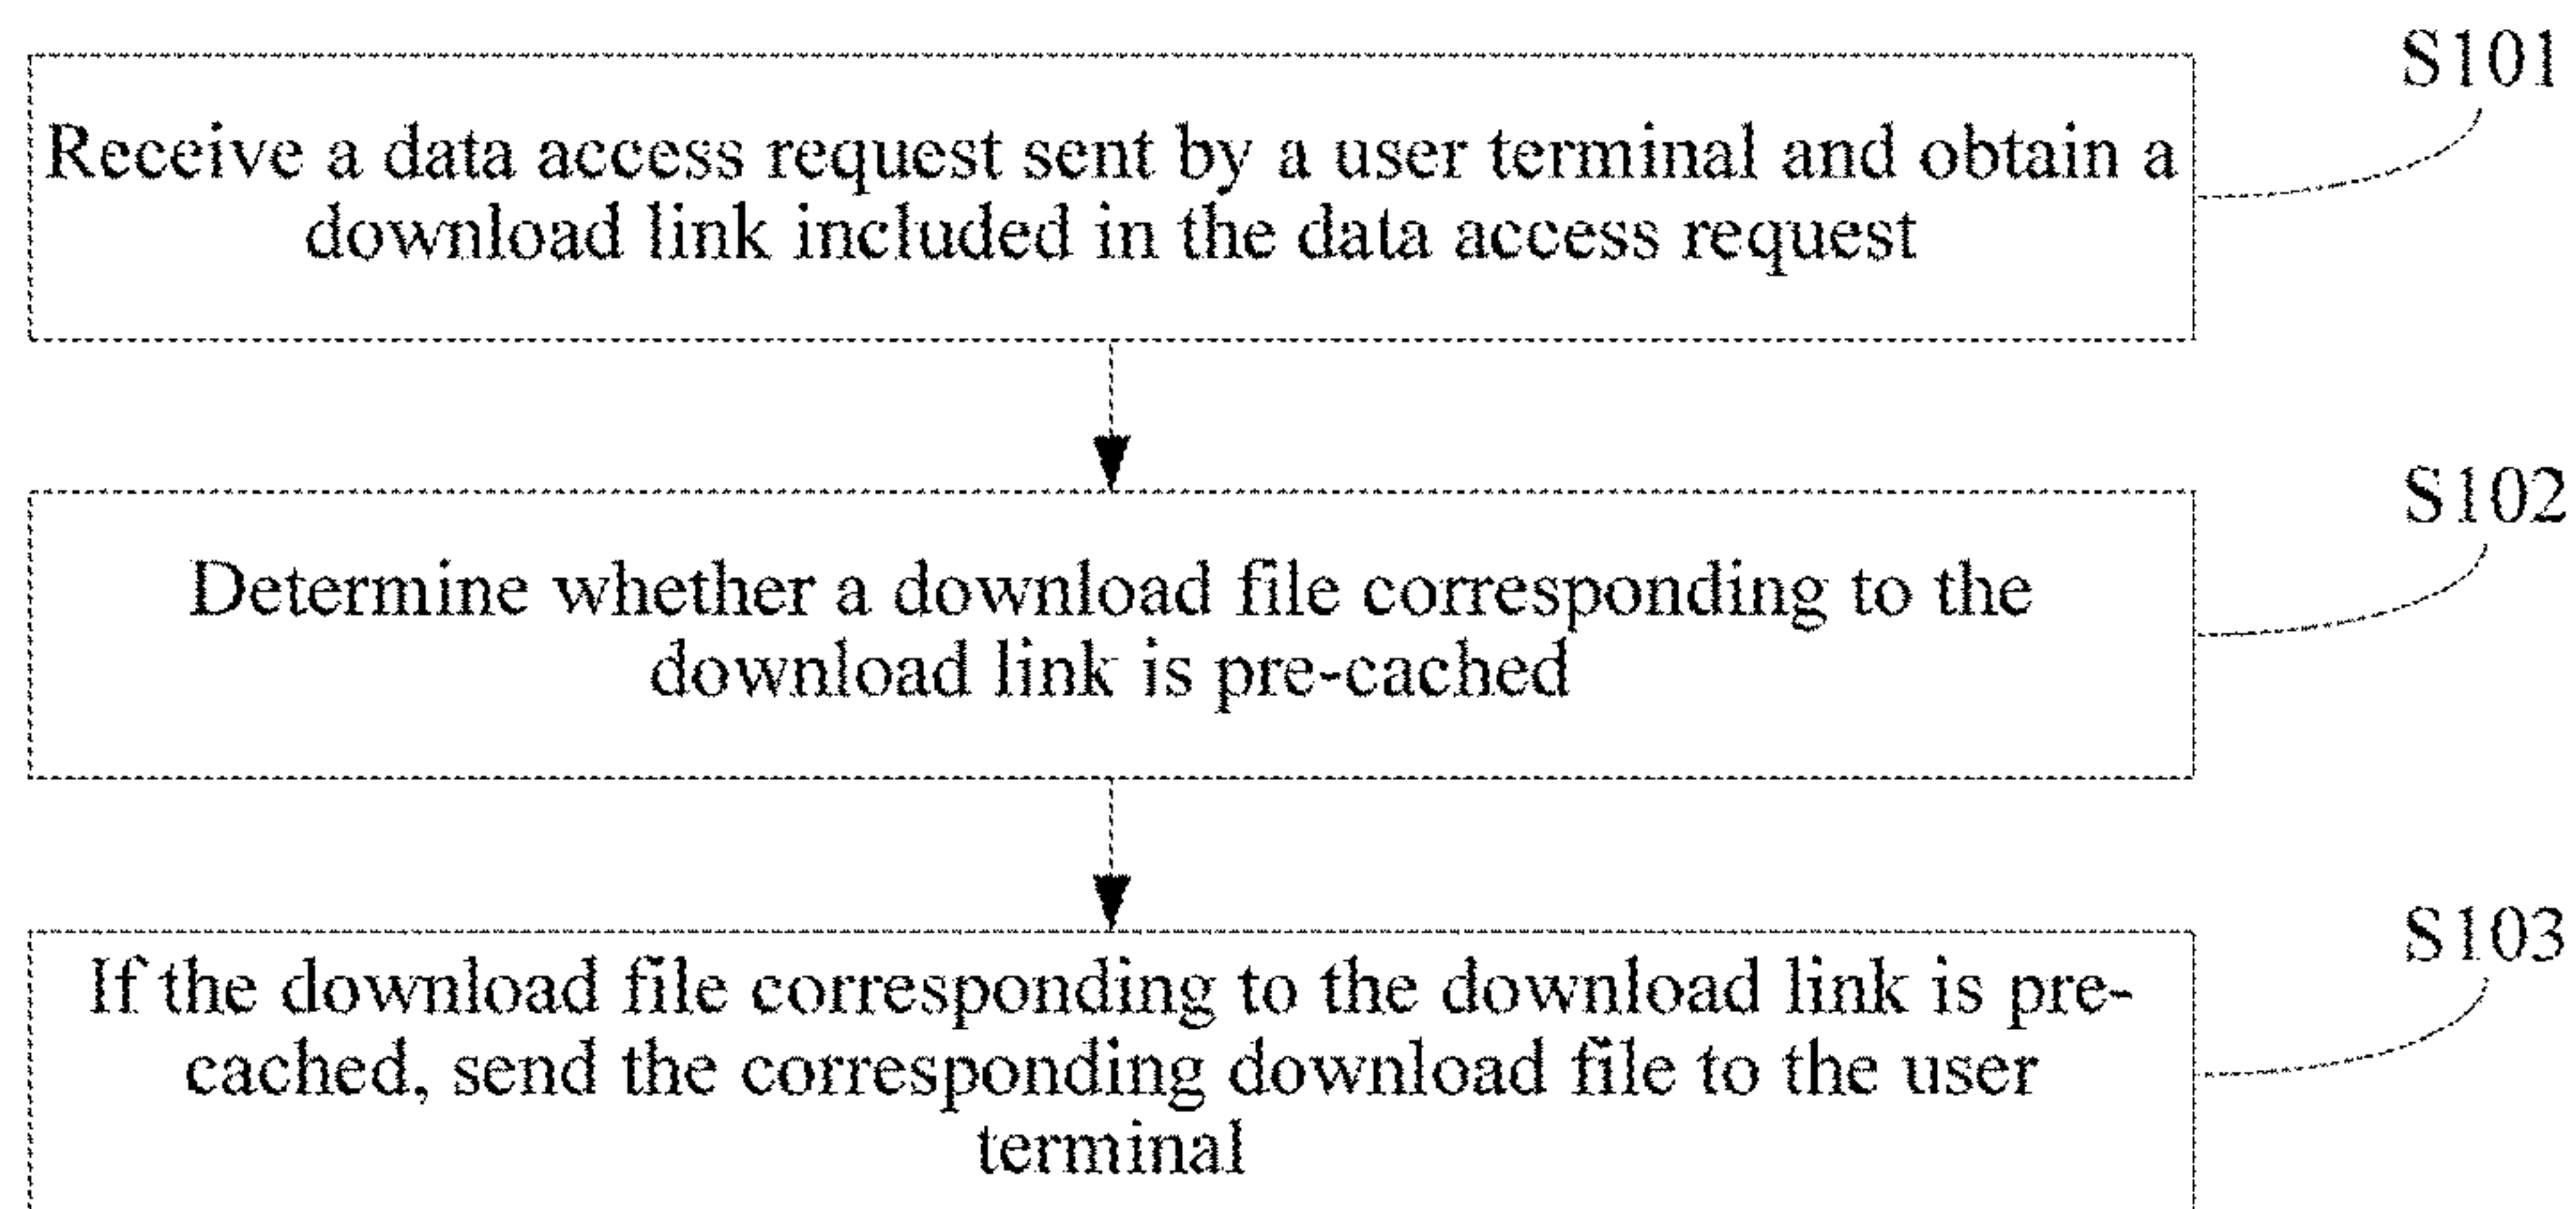 S101
Receive a data access request sent by a user terminal and obtain a
download link included in the data access request
S102
Determine whether a download file corresponding to the
download link is pre-cached
S103
If the download file corresponding to the download link is pre-
cached, send the corresponding download file to the user
terminal